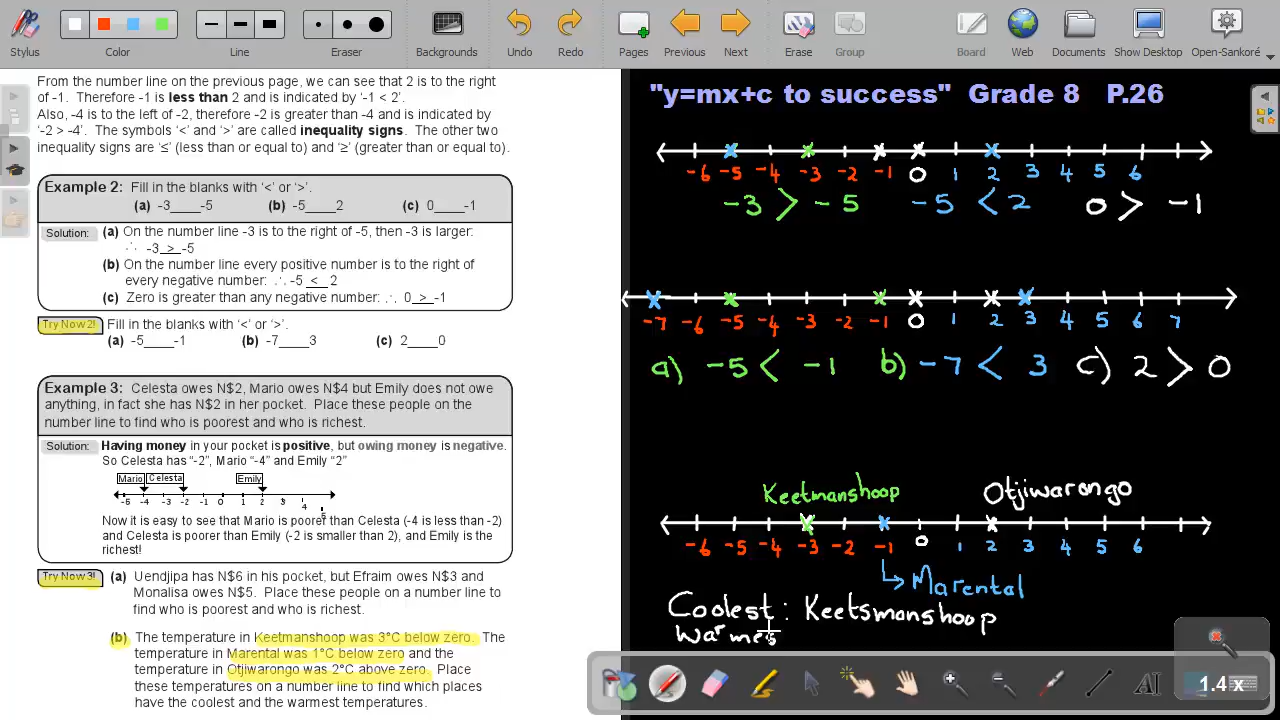 Stylus Color Line Eraser Backgrounds Undo Redo Pages Previous Next Erase Group Board Web Documents Show Desktop Open-Sankoré
From the number line on the previous page, we can see that 2 is to the right
of -1. Therefore -1 is less than 2 and is indicated by '-1 < 2'.
Also, -4 is to the left of -2, therefore -2 is greater than -4 and is indicated by
'-2 > -4'. The symbols '<' and '>' are called inequality signs. The other two
inequality signs are '≤' (less than or equal to) and '≥' (greater than or equal to).
Example 2: Fill in the blanks with '<' or '>'.
(a) -3____-5 (b) -5____2 (c) 0____-1
Solution: (a) On the number line -3 is to the right of -5, then -3 is larger:
∴ -3 > -5
(b) On the number line every positive number is to the right of
every negative number: ∴ -5 < 2
(c) Zero is greater than any negative number: ∴ 0 > -1
Try Now 2! Fill in the blanks with '<' or '>'.
(a) -5____-1 (b) -7____3 (c) 2____0
Example 3: Celesta owes N$2, Mario owes N$4 but Emily does not owe
anything, in fact she has N$2 in her pocket. Place these people on the
number line to find who is poorest and who is richest.
Solution: Having money in your pocket is positive, but owing money is negative.
So Celesta has "-2", Mario "-4" and Emily "2"
Mario Celesta Emily
-5 -4 -3 -2 -1 0 1 2 3 4 5
Now it is easy to see that Mario is poorer than Celesta (-4 is less than -2)
and Celesta is poorer than Emily (-2 is smaller than 2), and Emily is the
richest!
Try Now 3! (a) Uendjipa has N$6 in his pocket, but Efraim owes N$3 and
Monalisa owes N$5. Place these people on a number line to
find who is poorest and who is richest.
(b) The temperature in Keetmanshoop was 3°C below zero. The
temperature in Marental was 1°C below zero and the
temperature in Otjiwarongo was 2°C above zero. Place
these temperatures on a number line to find which places
have the coolest and the warmest temperatures.
"y=mx+c to success" Grade 8 P.26
-6 -5 -4 -3 -2 -1 0 1 2 3 4 5 6
-3 > -5 -5 < 2 0 > -1
-7 -6 -5 -4 -3 -2 -1 0 1 2 3 4 5 6 7
a) -5 < -1 b) -7 < 3 c) 2 > 0
Keetmanshoop Otjiwarongo
-6 -5 -4 -3 -2 -1 0 1 2 3 4 5 6
Marental
Coolest: Keetsmanshoop
Warmes
1.4 x